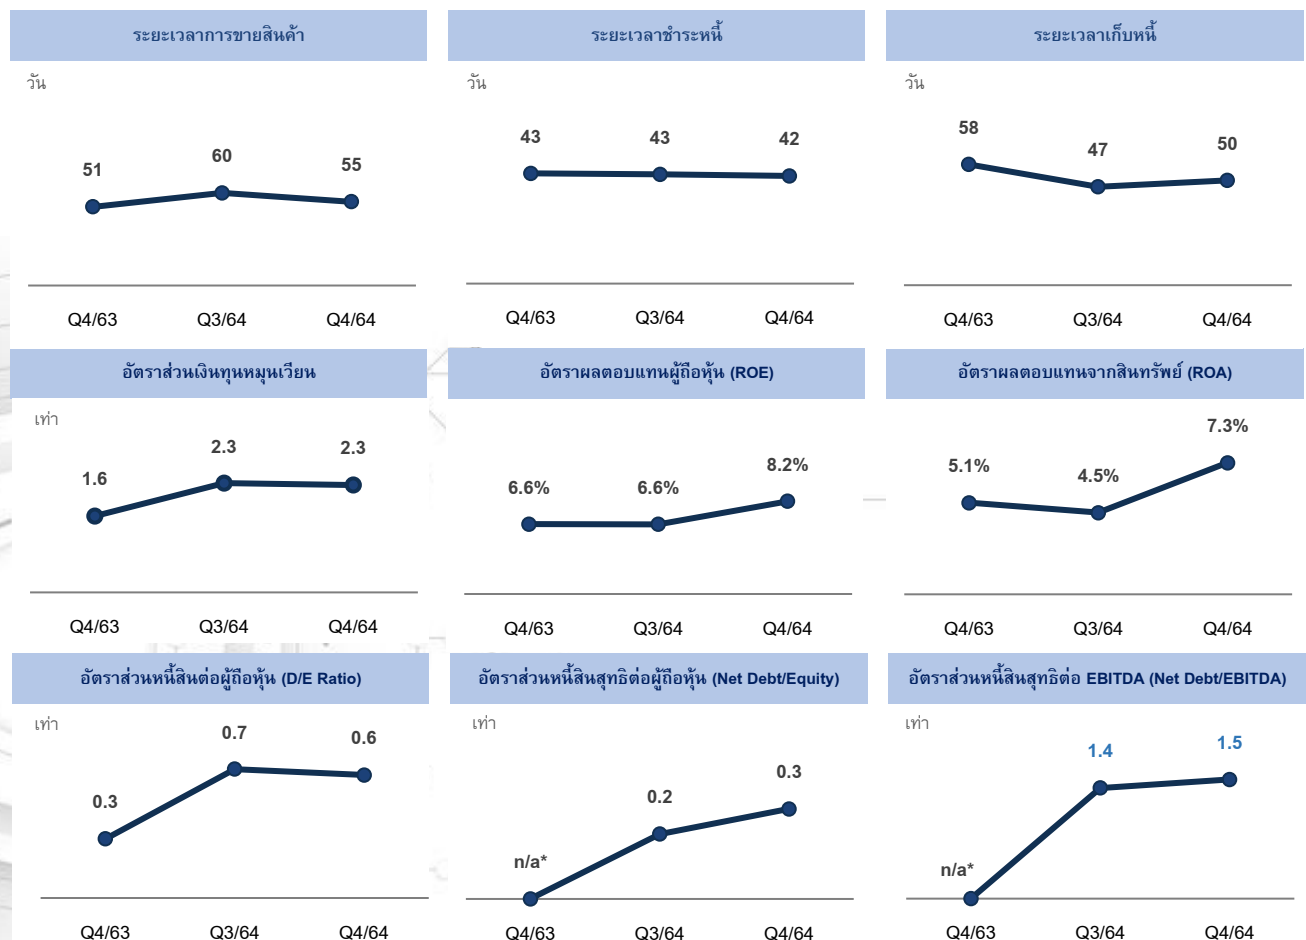 ระยะเวลาการขายสินค้า
วัน
51
60
55
Q4/63
Q3/64
Q4/64
ระยะเวลาชำระหนี้
วัน
43
43
42
Q4/63
Q3/64
Q4/64
ระยะเวลาเก็บหนี้
วัน
58
47
50
Q4/63
Q3/64
Q4/64
อัตราส่วนเงินทุนหมุนเวียน
เท่า
1.6
2.3
2.3
Q4/63
Q3/64
Q4/64
อัตราผลตอบแทนผู้ถือหุ้น (ROE)
6.6%
6.6%
8.2%
Q4/63
Q3/64
Q4/64
อัตราผลตอบแทนจากสินทรัพย์ (ROA)
5.1%
4.5%
7.3%
Q4/63
Q3/64
Q4/64
อัตราส่วนหนี้สินต่อผู้ถือหุ้น (D/E Ratio)
เท่า
0.3
0.7
0.6
Q4/63
Q3/64
Q4/64
อัตราส่วนหนี้สินสุทธิต่อผู้ถือหุ้น (Net Debt/Equity)
เท่า
n/a*
0.2
0.3
Q4/63
Q3/64
Q4/64
อัตราส่วนหนี้สินสุทธิต่อ EBITDA (Net Debt/EBITDA)
เท่า
n/a*
1.4
1.5
Q4/63
Q3/64
Q4/64